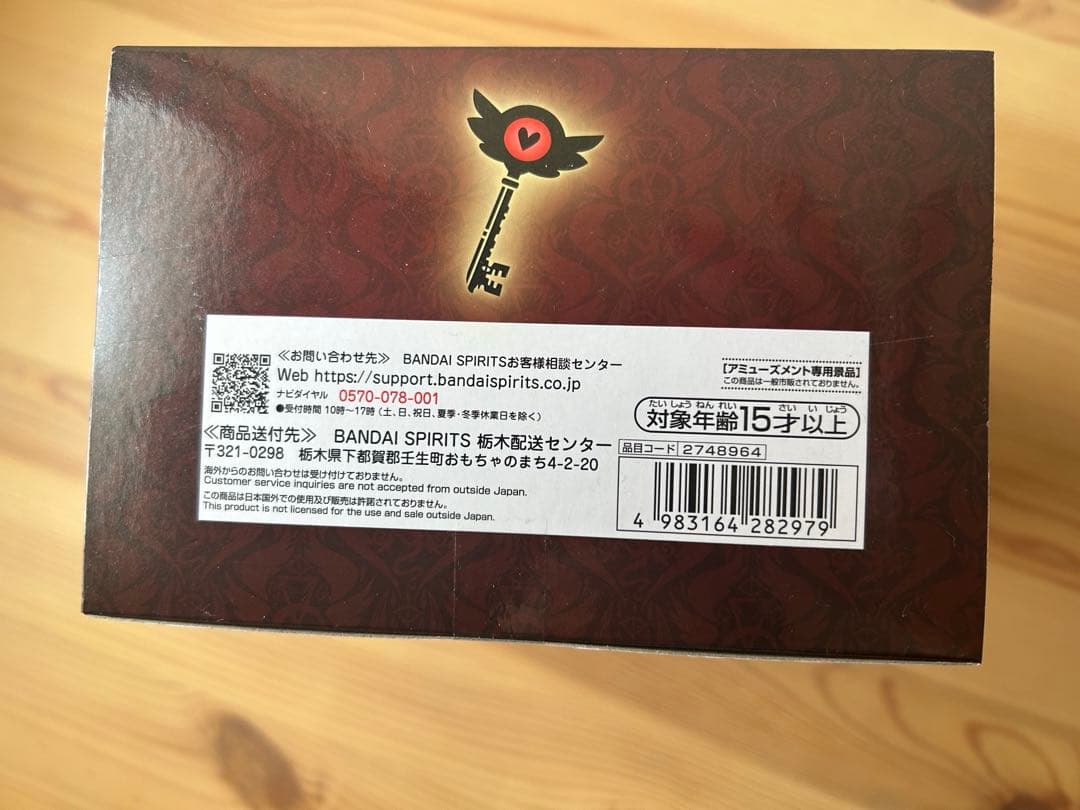 ≪お問い合わせ先≫ BANDAI SPIRITSお客様相談センター
Web https://support.bandaispirits.co.jp
ナビダイヤル 0570-078-001
●受付時間 10時～17時(土、日、祝日、夏季・冬季休業日を除く)
≪商品送付先≫ BANDAI SPIRITS 栃木配送センター
〒321-0298 栃木県下都賀郡壬生町おもちゃのまち4-2-20
海外からのお問い合わせは受け付けておりません。
Customer service inquiries are not accepted from outside Japan.
この商品は日本国外での使用及び販売は許諾されておりません。
This product is not licensed for the use and sale outside Japan.
[アミューズメント専用景品]
この商品は一般市販されておりません。
たいしょうねんれい さいいじょう
対象年齢15才以上
品目コード 2748964
4 983164 282979